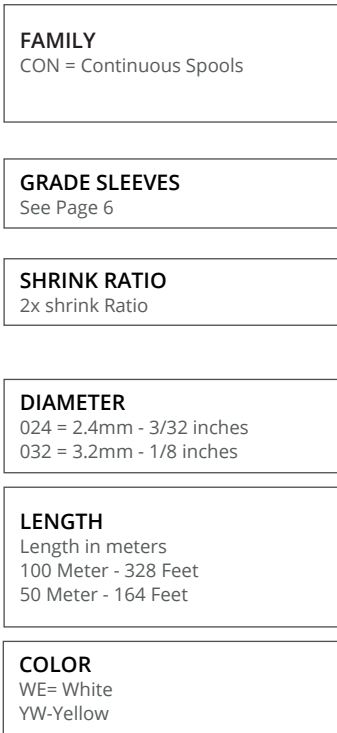 FAMILY
CON = Continuous Spools
GRADE SLEEVES
See Page 6
SHRINK RATIO
2x shrink Ratio
DIAMETER
024 = 2.4mm - 3/32 inches
032 = 3.2mm - 1/8 inches
LENGTH
Length in meters
100 Meter - 328 Feet
50 Meter - 164 Feet
COLOR
WE= White
YW-Yellow